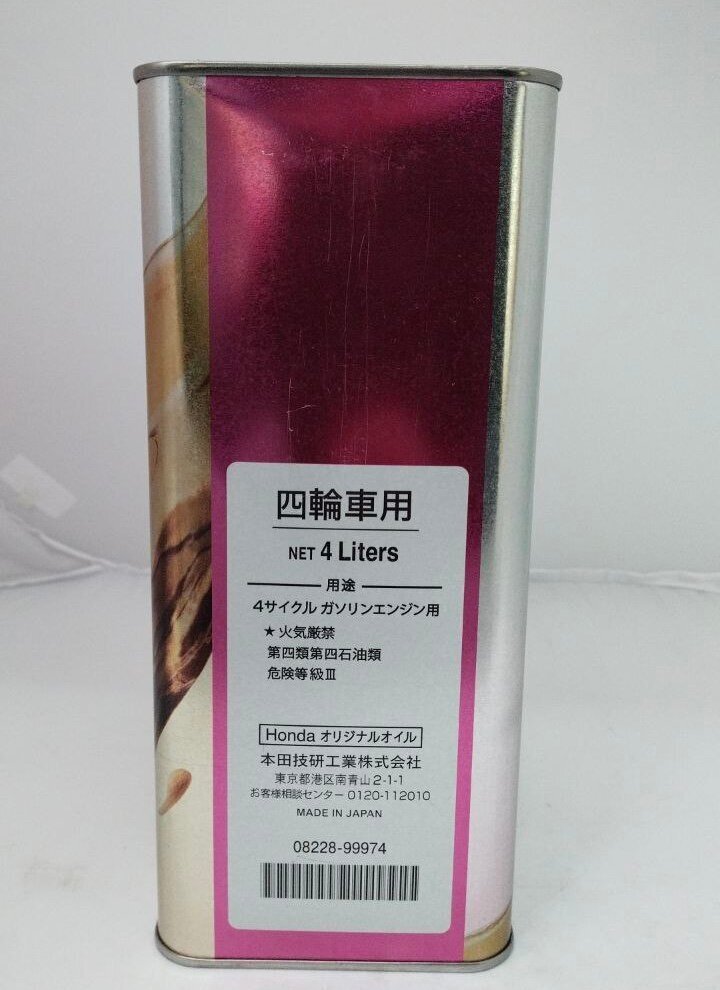 四輪車用
NET 4 Liters
用途
4サイクル ガソリンエンジン用
★火気厳禁
第四類第四石油類
危険等級Ⅲ
Honda オリジナルオイル
本田技研工業株式会社
東京都港区南青山2-1-1
お客様相談センター 0120-112010
MADE IN JAPAN
08228-99974